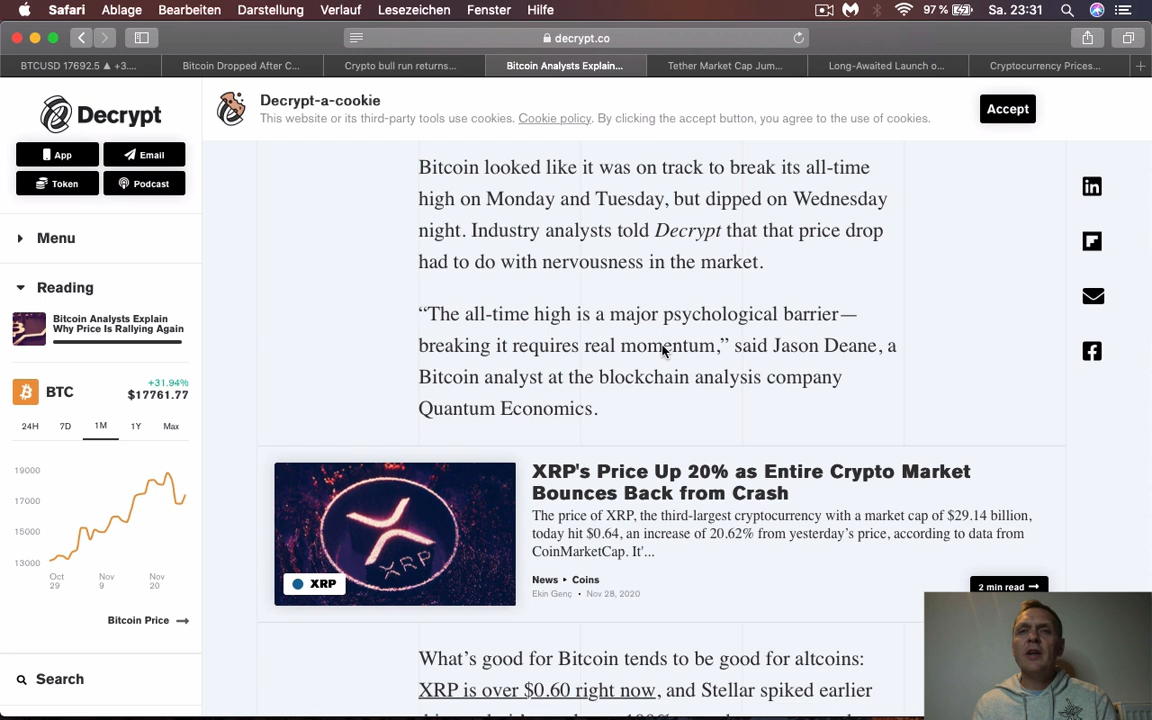 Safari Ablage Bearbeiten Darstellung Verlauf Lesezeichen Fenster Hilfe 97 % Sa. 23:31
decrypt.co
BTCUSD 17692.5 ▲ +3.... Bitcoin Dropped After C... Crypto bull run returns... Bitcoin Analysts Explain... Tether Market Cap Jum... Long-Awaited Launch o... Cryptocurrency Prices...
Decrypt
App Email
Token Podcast
Menu
Reading
Bitcoin Analysts Explain
Why Price Is Rallying Again
BTC
+31.94%
$17761.77
24H 7D 1M 1Y Max
19000
17000
15000
13000
Oct
29
Nov
9
Nov
20
Bitcoin Price →
Search
Decrypt-a-cookie
This website or its third-party tools use cookies. Cookie policy. By clicking the accept button, you agree to the use of cookies.
Accept
Bitcoin looked like it was on track to break its all-time
high on Monday and Tuesday, but dipped on Wednesday
night. Industry analysts told Decrypt that that price drop
had to do with nervousness in the market.
“The all-time high is a major psychological barrier—
breaking it requires real momentum,” said Jason Deane, a
Bitcoin analyst at the blockchain analysis company
Quantum Economics.
XRP
XRP's Price Up 20% as Entire Crypto Market
Bounces Back from Crash
The price of XRP, the third-largest cryptocurrency with a market cap of $29.14 billion,
today hit $0.64, an increase of 20.62% from yesterday's price, according to data from
CoinMarketCap. It'...
News ▸ Coins
Ekin Genç • Nov 28, 2020
2 min read →
What’s good for Bitcoin tends to be good for altcoins:
XRP is over $0.60 right now, and Stellar spiked earlier